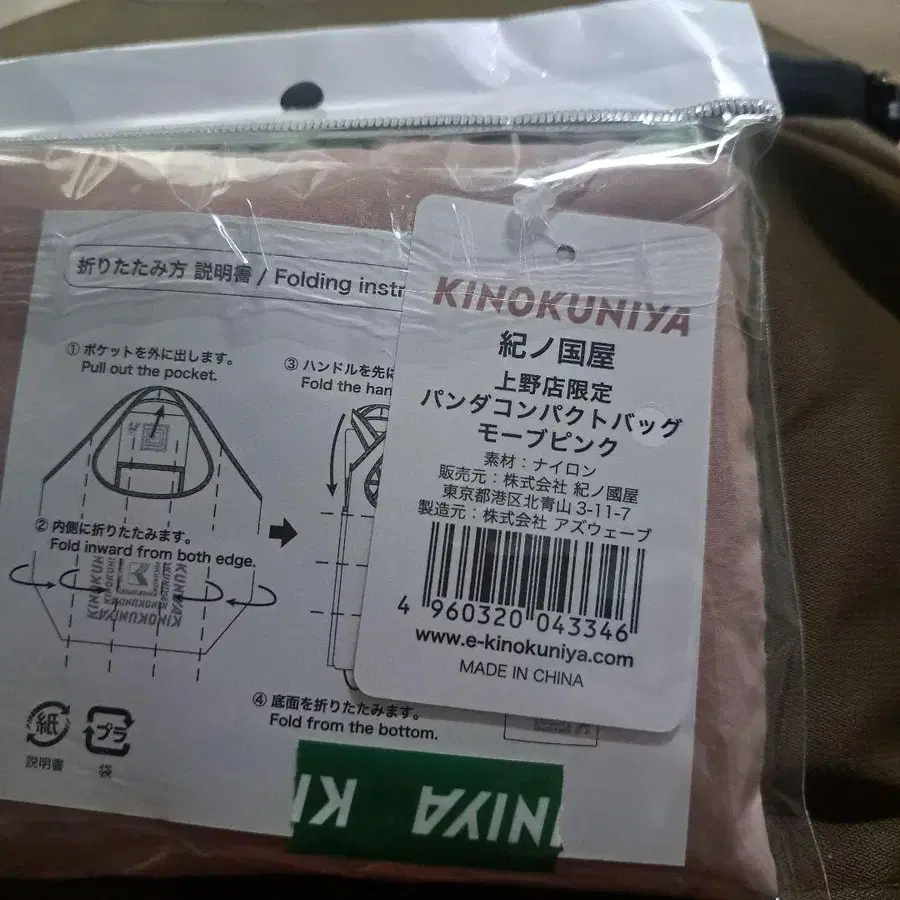 折りたたみ方 説明書 / Folding instr
① ポケットを外に出します。
Pull out the pocket.
③ ハンドルを先に
Fold the han
② 内側に折りたたみます。
Fold inward from both edge.
KINOKUNIYA
④ 底面を折りたたみます。
Fold from the bottom.
紙
説明書
プラ
袋
KINOKUNIYA
紀ノ国屋
上野店限定
パンダコンパクトバッグ
モーブピンク
素材：ナイロン
販売元：株式会社 紀ノ國屋
東京都港区北青山 3-11-7
製造元：株式会社 アズウェーブ
4 960320 043346
www.e-kinokuniya.com
MADE IN CHINA
KI
NIYA